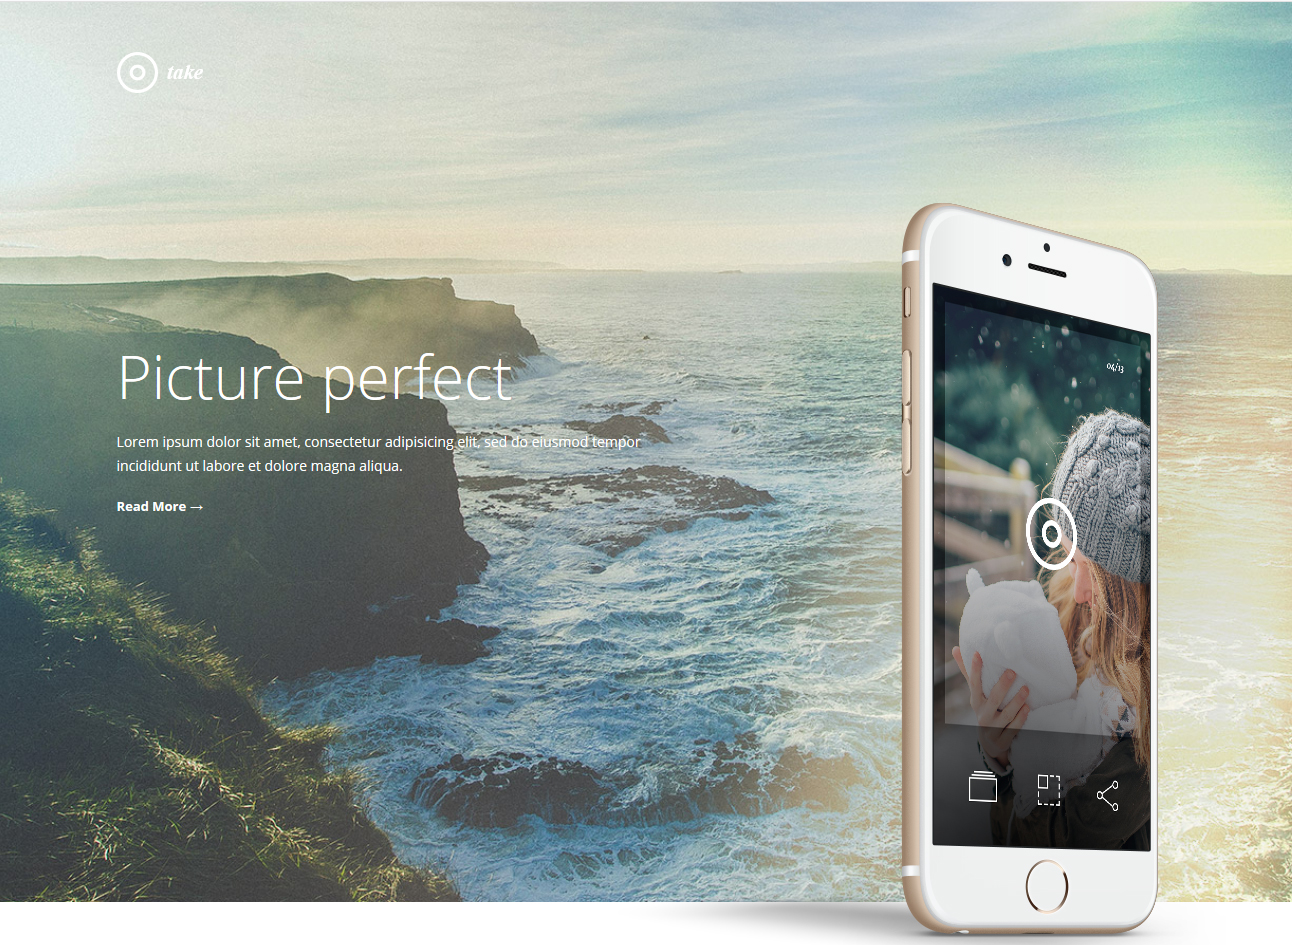 take
Picture perfect
Lorem ipsum dolor sit amet, consectetur adipisicing elit, sed do eiusmod tempor
incididunt ut labore et dolore magna aliqua.
Read More →
04/13